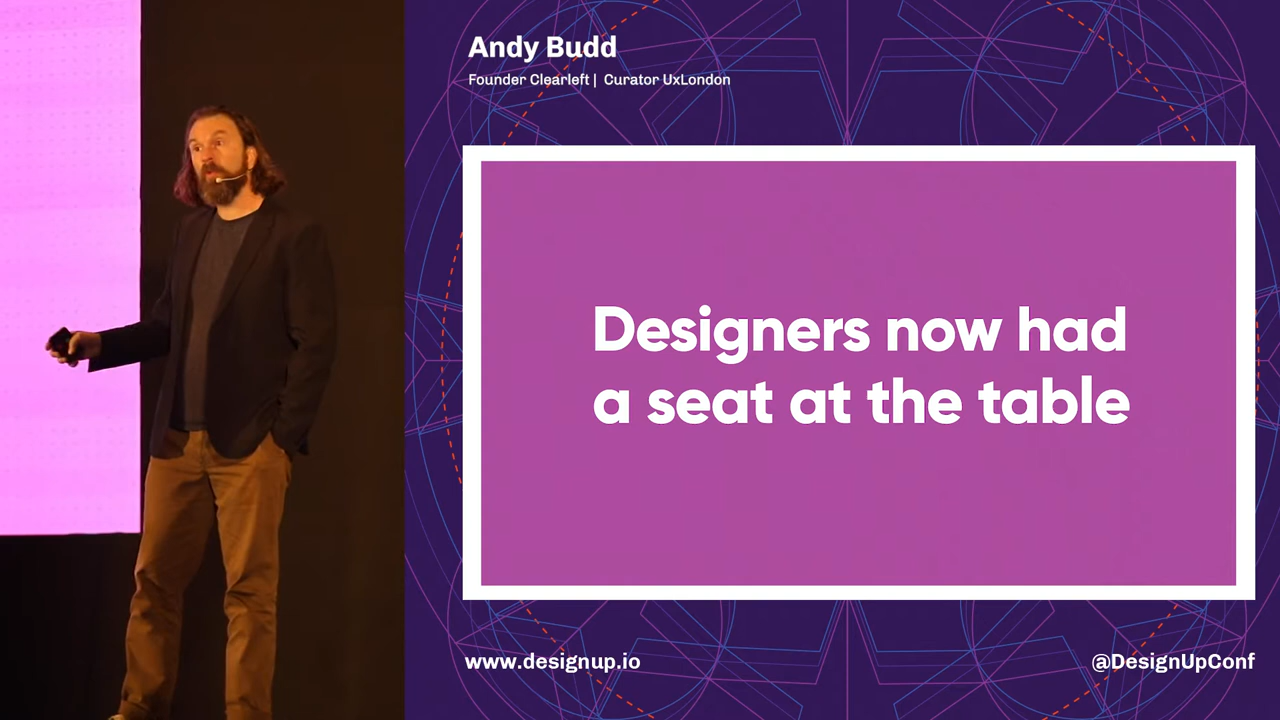 Andy Budd
Founder Clearleft | Curator UxLondon
Designers now had
a seat at the table
www.designup.io
@DesignUpConf